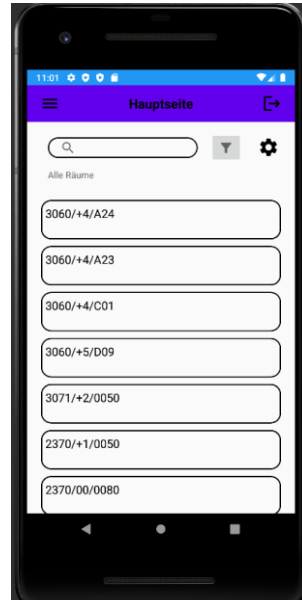 11:01
Hauptseite
Alle Räume
3060/+4/A24
3060/+4/A23
3060/+4/C01
3060/+5/D09
3071/+2/0050
2370/+1/0050
2370/00/0080